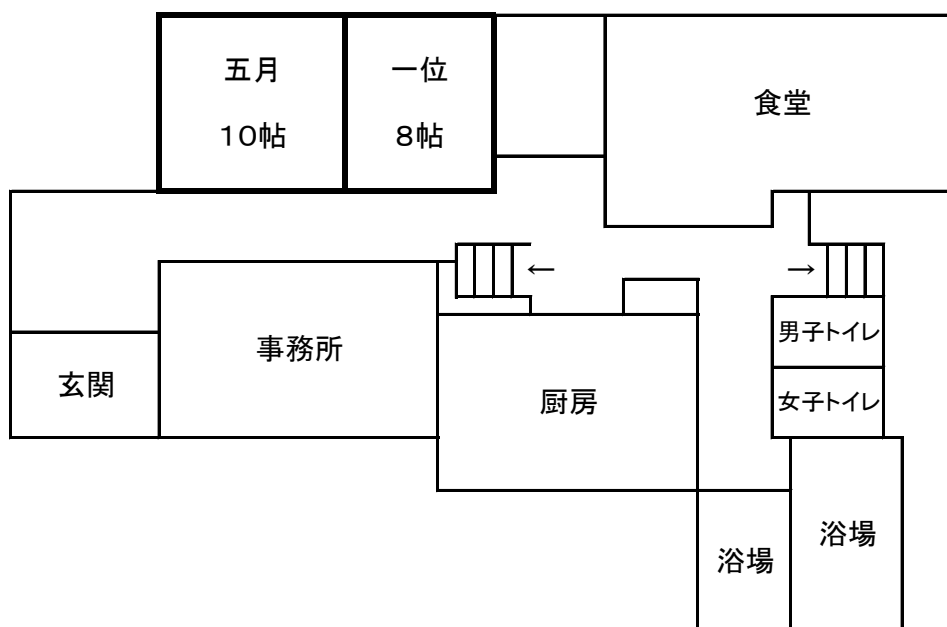 五月
10帖
一位
8帖
食堂
←
→
事務所
男子トイレ
玄関
厨房
女子トイレ
浴場
浴場